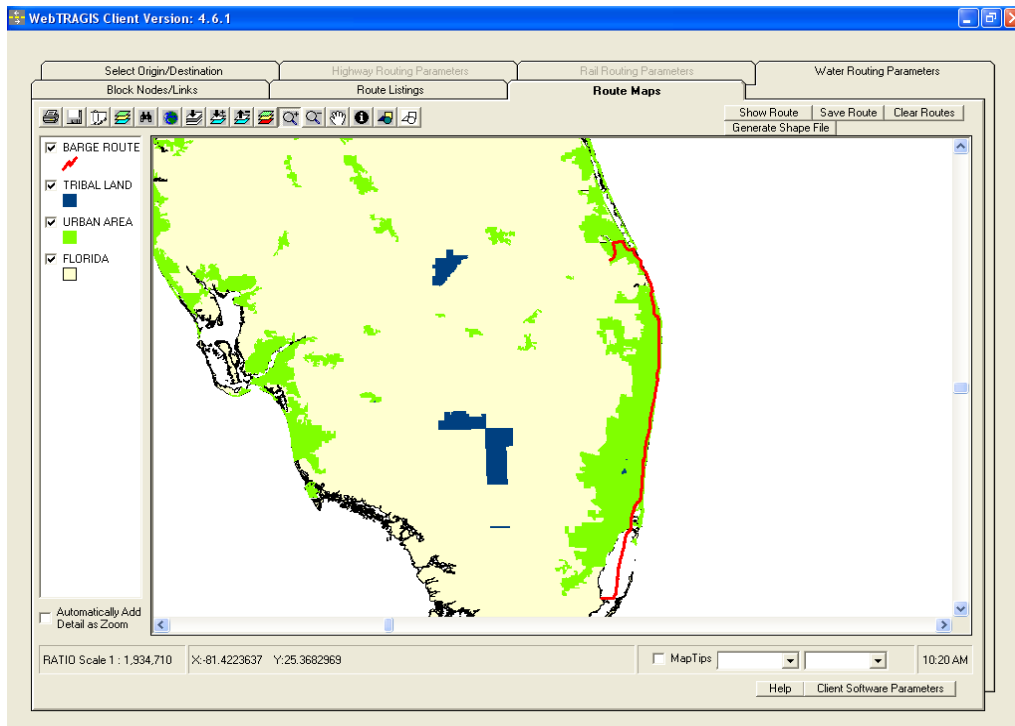 WebTRAGIS Client Version: 4.6.1
Select Origin/Destination
Highway Routing Parameters
Rail Routing Parameters
Water Routing Parameters
Block Nodes/Links
Route Listings
Route Maps
Show Route
Save Route
Clear Routes
Generate Shape File
BARGE ROUTE
TRIBAL LAND
URBAN AREA
FLORIDA
Automatically Add
Detail as Zoom
RATIO Scale 1 : 1,934,710
X:-81.4223637 Y:25.3682969
MapTips
10:20 AM
Help
Client Software Parameters